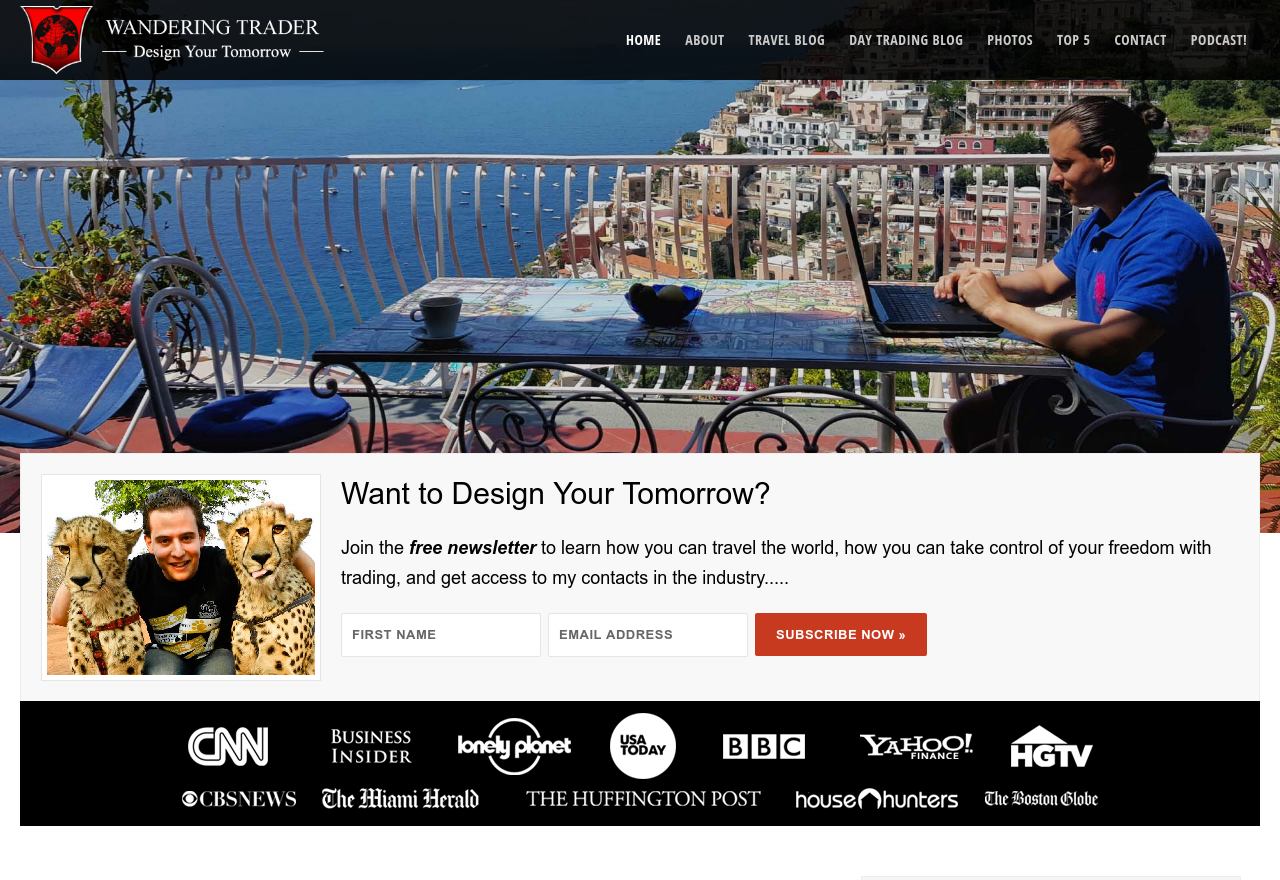 WANDERING TRADER
Design Your Tomorrow
HOME ABOUT TRAVEL BLOG DAY TRADING BLOG PHOTOS TOP 5 CONTACT PODCAST!
Want to Design Your Tomorrow?
Join the free newsletter to learn how you can travel the world, how you can take control of your freedom with
trading, and get access to my contacts in the industry.....
FIRST NAME EMAIL ADDRESS SUBSCRIBE NOW »
CNN
BUSINESS
INSIDER
lonely planet
USA
TODAY
BBC
YAHOO!
FINANCE
HGTV
CBSNEWS
The Miami Herald
THE HUFFINGTON POST
house hunters
The Boston Globe